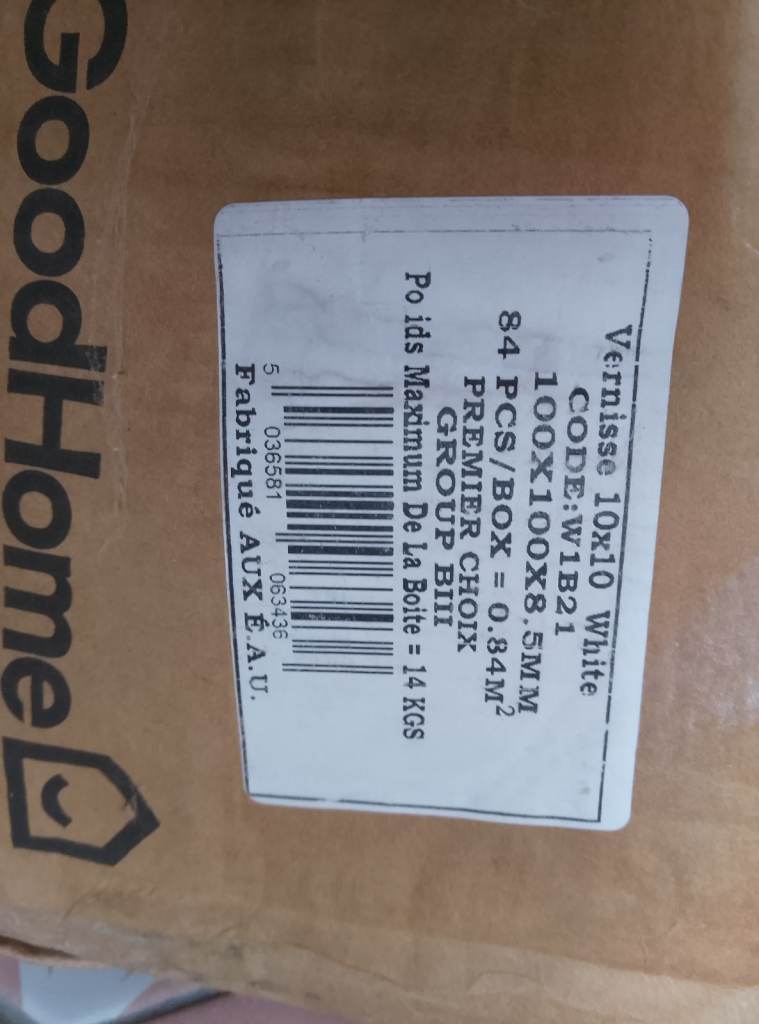 GoodHome
Vernisse 10x10 White
CODE:W1B21
100X100X8.5MM
84 PCS/BOX = 0.84M²
PREMIER CHOIX
GROUP BIII
Po ids Maximum De La Boite = 14 KGS
5 036581 063436
Fabriqué AUX É.A.U.